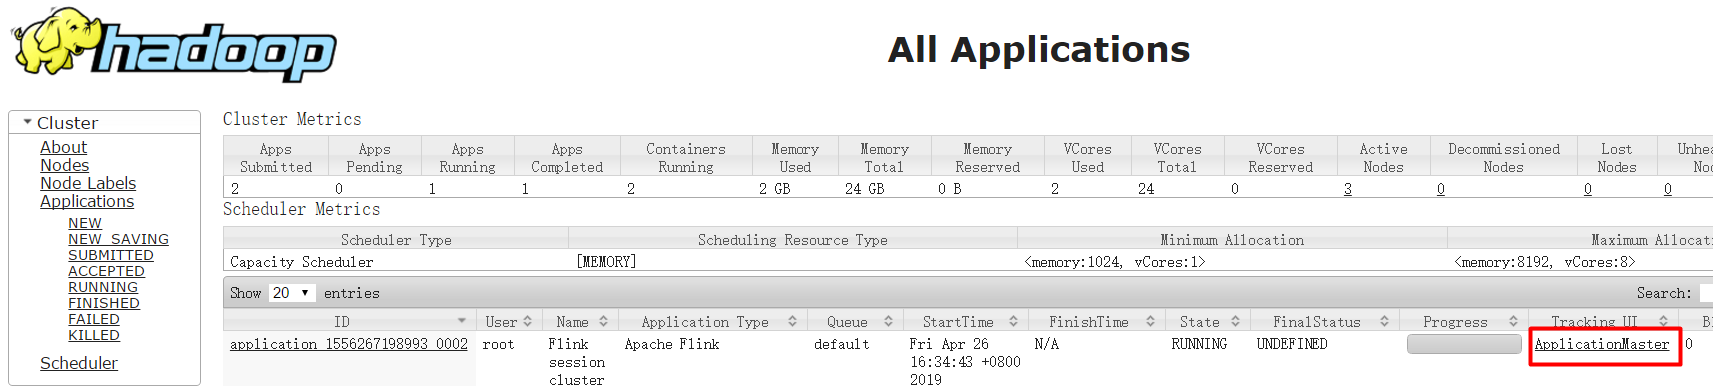 hadoop
All Applications
Cluster
About
Nodes
Node Labels
Applications
NEW
NEW_SAVING
SUBMITTED
ACCEPTED
RUNNING
FINISHED
FAILED
KILLED
Scheduler
Cluster Metrics
Apps Submitted Apps Pending Apps Running Apps Completed Containers Running Memory Used Memory Total Memory Reserved VCores Used VCores Total VCores Reserved Active Nodes Decommissioned Nodes Lost Nodes
2 0 1 1 2 2 GB 24 GB 0 B 2 24 0 3 0 0 0
Scheduler Metrics
Scheduler Type Scheduling Resource Type Minimum Allocation Maximum
Capacity Scheduler [MEMORY] <memory:1024, vCores:1> <memory:8192, vCores:8>
Show 20 entries Search:
ID User Name Application Type Queue StartTime FinishTime State FinalStatus Progress Tracking UI
application_1556267198993_0002 root Flink session cluster Apache Flink default Fri Apr 26 16:34:43 +0800 2019 N/A RUNNING UNDEFINED ApplicationMaster 0